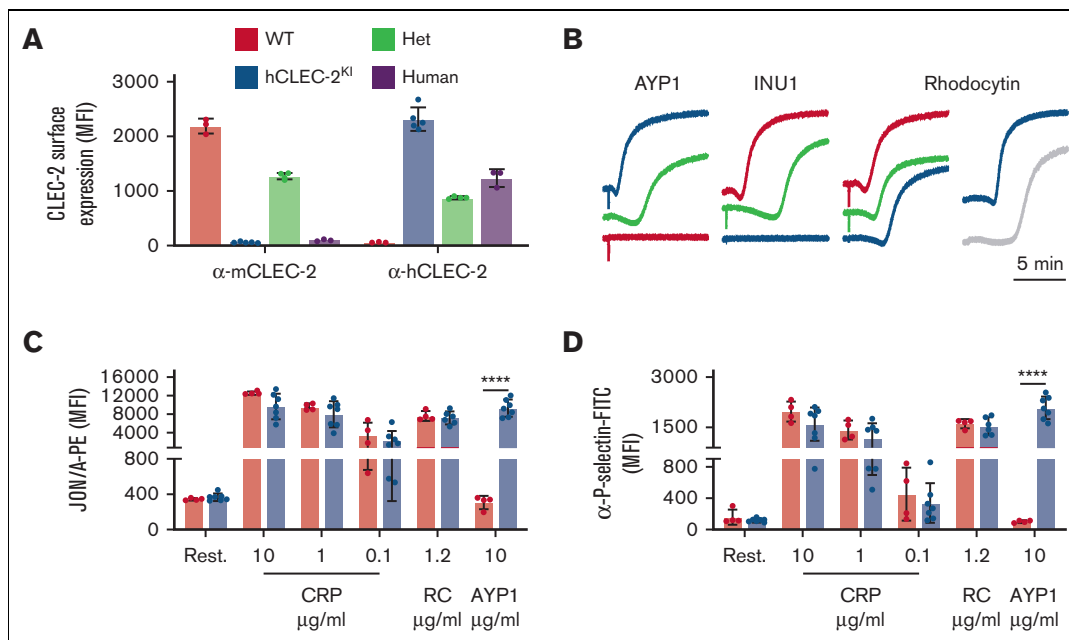 A
WT
Het
hCLEC-2KI
Human
CLEC-2 surface
expression (MFI)
3000
2000
1000
0
α-mCLEC-2
α-hCLEC-2
B
AYP1
INU1
Rhodocytin
5 min
C
JON/A-PE (MFI)
16000
12000
8000
4000
800
400
0
****
Rest.
10
1
0.1
1.2
10
CRP
RC
AYP1
μg/ml
μg/ml
μg/ml
D
α-P-selectin-FITC
(MFI)
3000
1500
800
400
0
****
Rest.
10
1
0.1
1.2
10
CRP
RC
AYP1
μg/ml
μg/ml
μg/ml